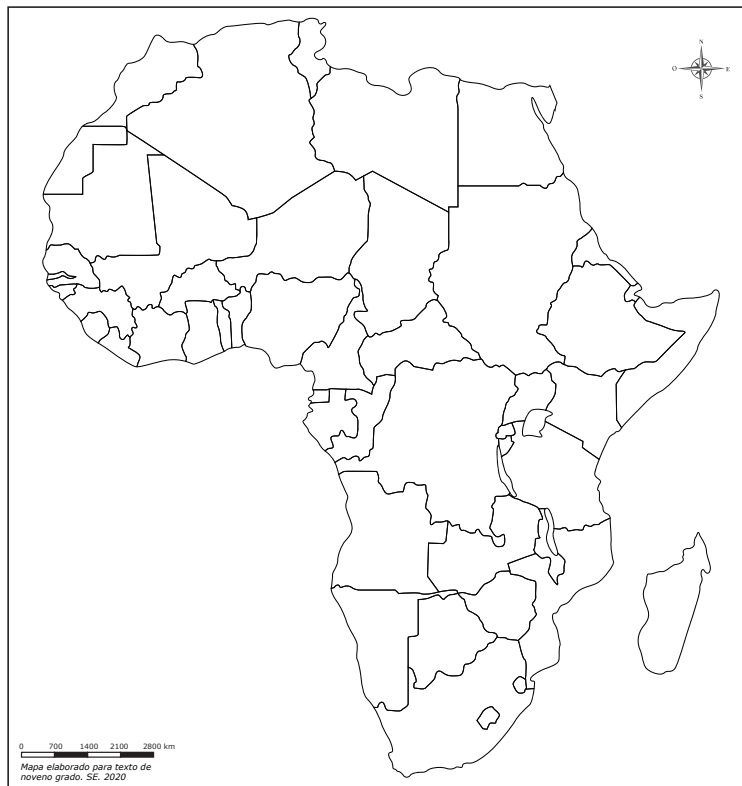 N
O E
S
0 700 1400 2100 2800 km
Mapa elaborado para texto de
noveno grado. SE. 2020